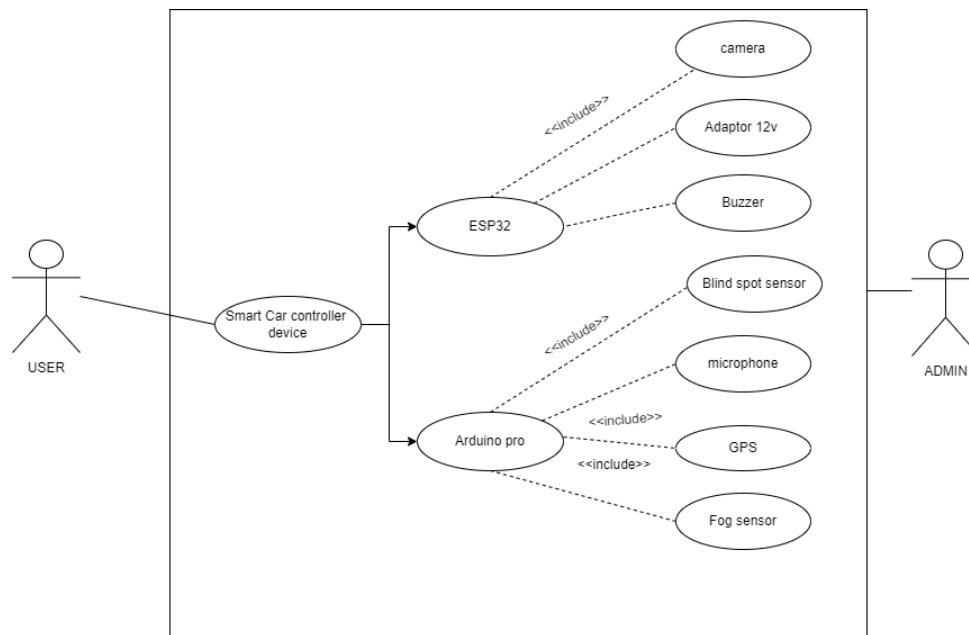 camera
<<include>>
Adaptor 12v
Buzzer
ESP32
Blind spot sensor
Smart Car controller
device
<<include>>
USER
ADMIN
microphone
<<include>>
Arduino pro
GPS
<<include>>
Fog sensor